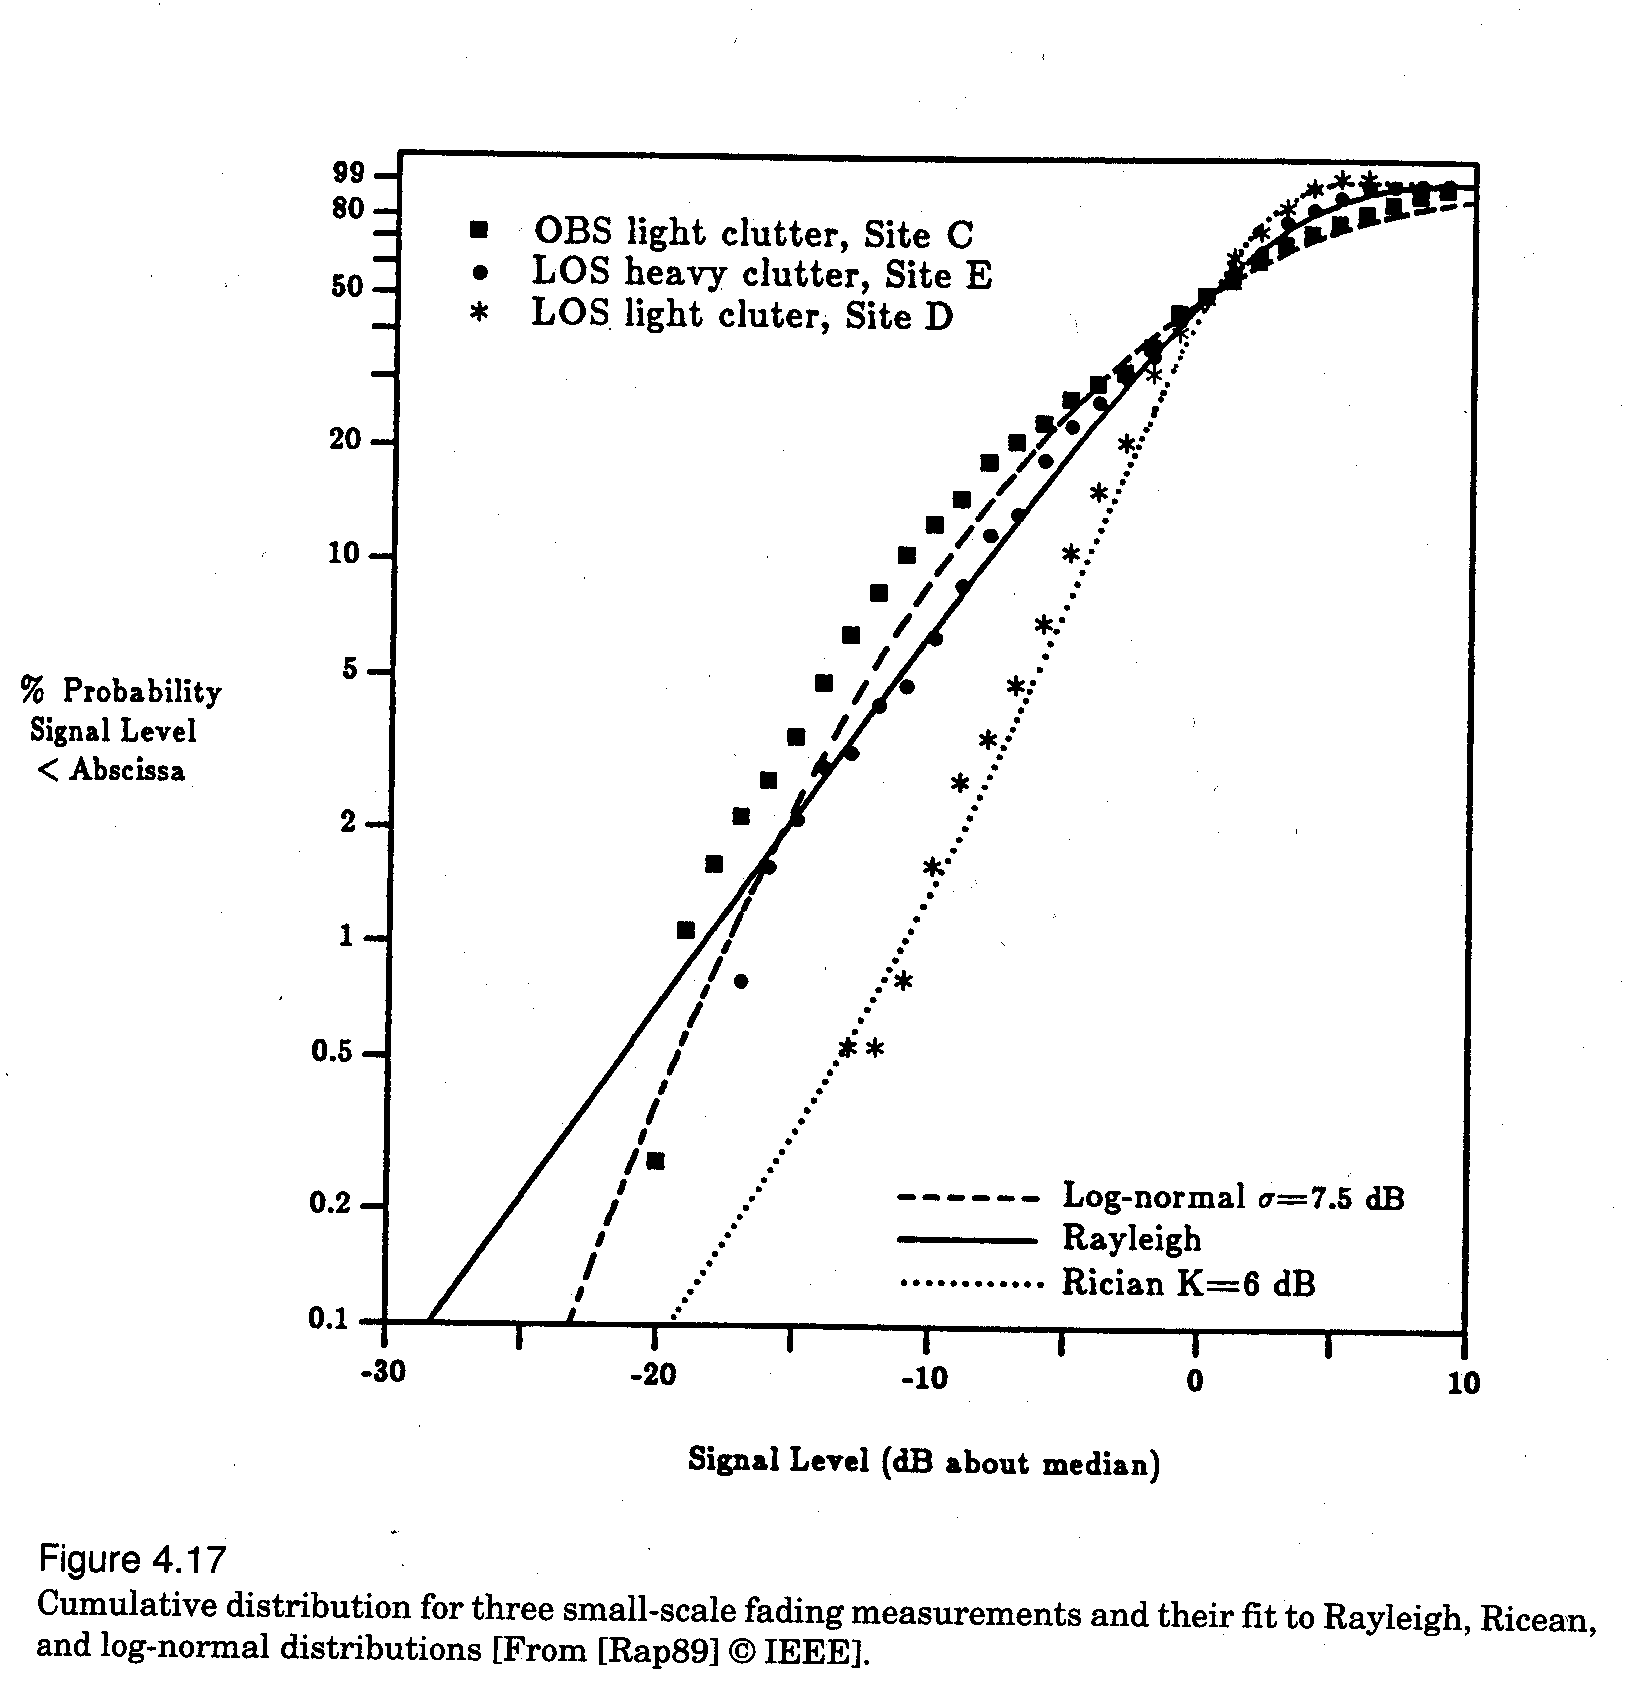 99
80
50
20
10
5
2
1
0.5
0.2
0.1
OBS light clutter, Site C
LOS heavy clutter, Site E
LOS light cluter, Site D
% Probability
Signal Level
< Abscissa
Log-normal σ=7.5 dB
Rayleigh
Rician K=6 dB
-30 -20 -10 0 10
Signal Level (dB about median)
Figure 4.17
Cumulative distribution for three small-scale fading measurements and their fit to Rayleigh, Ricean,
and log-normal distributions [From [Rap89] © IEEE].